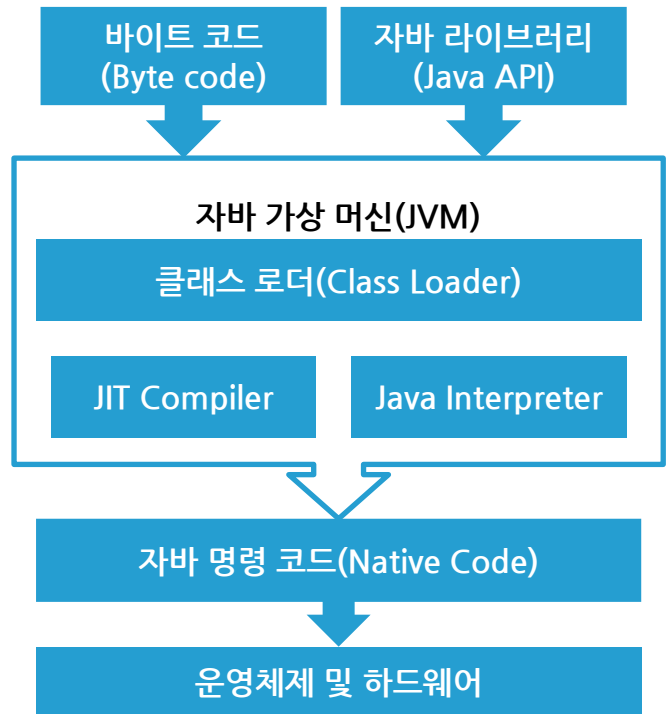 바이트 코드
(Byte code)
자바 라이브러리
(Java API)
자바 가상 머신(JVM)
클래스 로더(Class Loader)
JIT Compiler
Java Interpreter
자바 명령 코드(Native Code)
운영체제 및 하드웨어